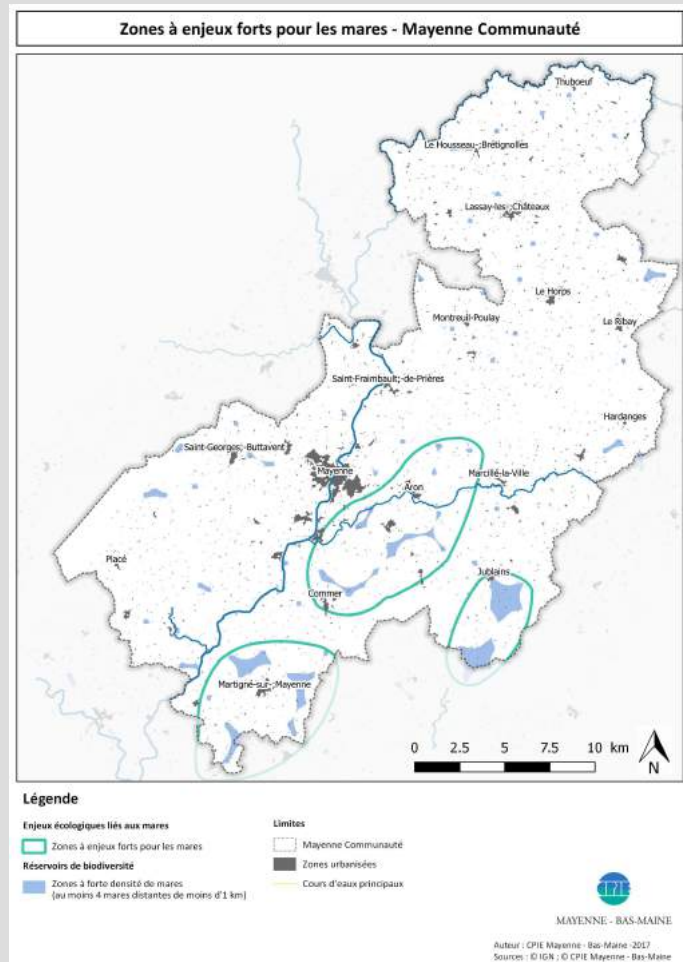 Zones à enjeux forts pour les mares - Mayenne Communauté
Thuboeuf
Le Housseau-;Brétignolles
Lassay-les-;Châteaux
Le Horps
Montreuil-Poulay
Le Ribay
Saint-Fraimbault;-de-Prières
Hardanges
Saint-Georges;-Buttavent
Mayenne
Marcillé-la-Ville
Aron
Placé
Jublains
Commer
Martigné-sur-;Mayenne
0 2.5 5 7.5 10 km
N
Légende
Enjeux écologiques liés aux mares
Zones à enjeux forts pour les mares
Réservoirs de biodiversité
Zones à forte densité de mares
(au moins 4 mares distantes de moins d'1 km)
Limites
Mayenne Communauté
Zones urbanisées
Cours d'eaux principaux
CPIE
MAYENNE - BAS-MAINE
Auteur : CPIE Mayenne - Bas-Maine -2017
Sources : © IGN ; © CPIE Mayenne - Bas-Maine